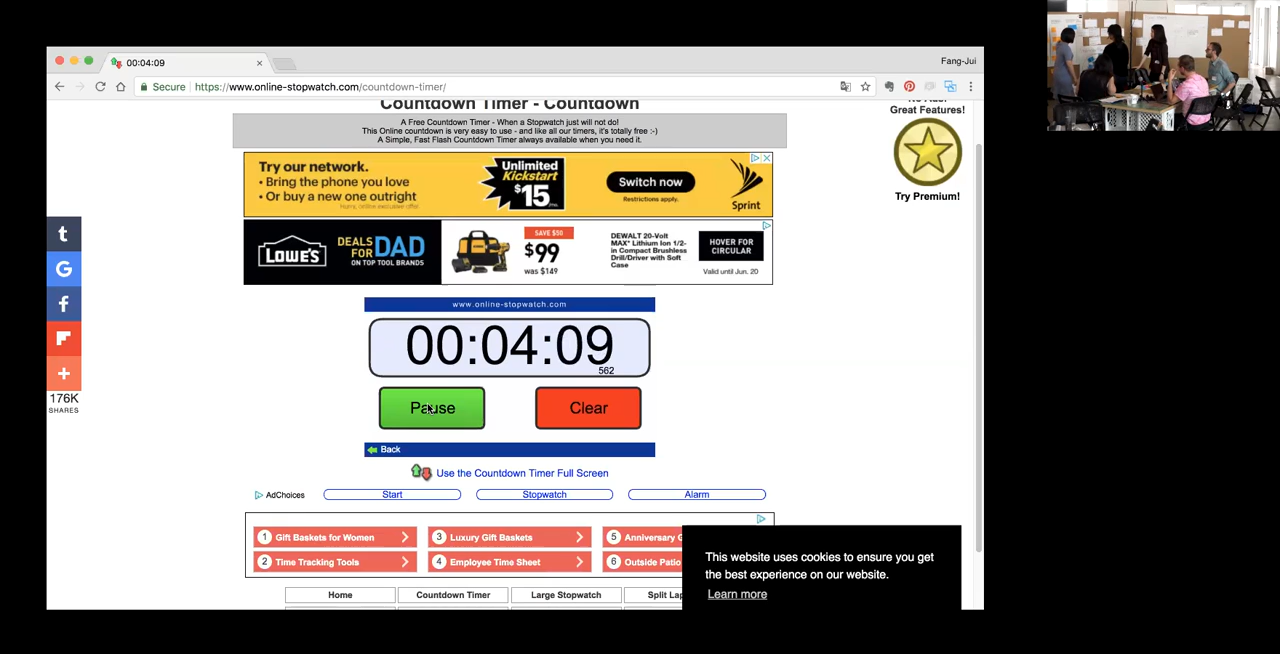 00:04:09
Fang-Jui
Secure
https://www.online-stopwatch.com/countdown-timer/
Countdown Timer - Countdown
A Free Countdown Timer - When a Stopwatch just will not do!
This Online countdown is very easy to use - and like all our timers, it's totally free :-)
A Simple, Fast Flash Countdown Timer always available when you need it.
Great Features!
Try Premium!
Try our network.
• Bring the phone you love
• Or buy a new one outright
Unlimited
Kickstart
$15
/mo.
Switch now
Restrictions apply.
Sprint
LOWE'S
DEALS
FOR DAD
ON TOP TOOL BRANDS
SAVE $50
$99
was $149
DEWALT 20-Volt
MAX* Lithium Ion 1/2-
in Compact Brushless
Drill/Driver with Soft
Case
HOVER FOR
CIRCULAR
Valid until Jun. 20
t
G
f
+
176K
SHARES
www.online-stopwatch.com
00:04:09
562
Pause
Clear
Back
Use the Countdown Timer Full Screen
AdChoices
Start
Stopwatch
Alarm
1 Gift Baskets for Women
3 Luxury Gift Baskets
5 Anniversary G
2 Time Tracking Tools
4 Employee Time Sheet
6 Outside Patio
This website uses cookies to ensure you get
the best experience on our website.
Learn more
Home
Countdown Timer
Large Stopwatch
Split Lap